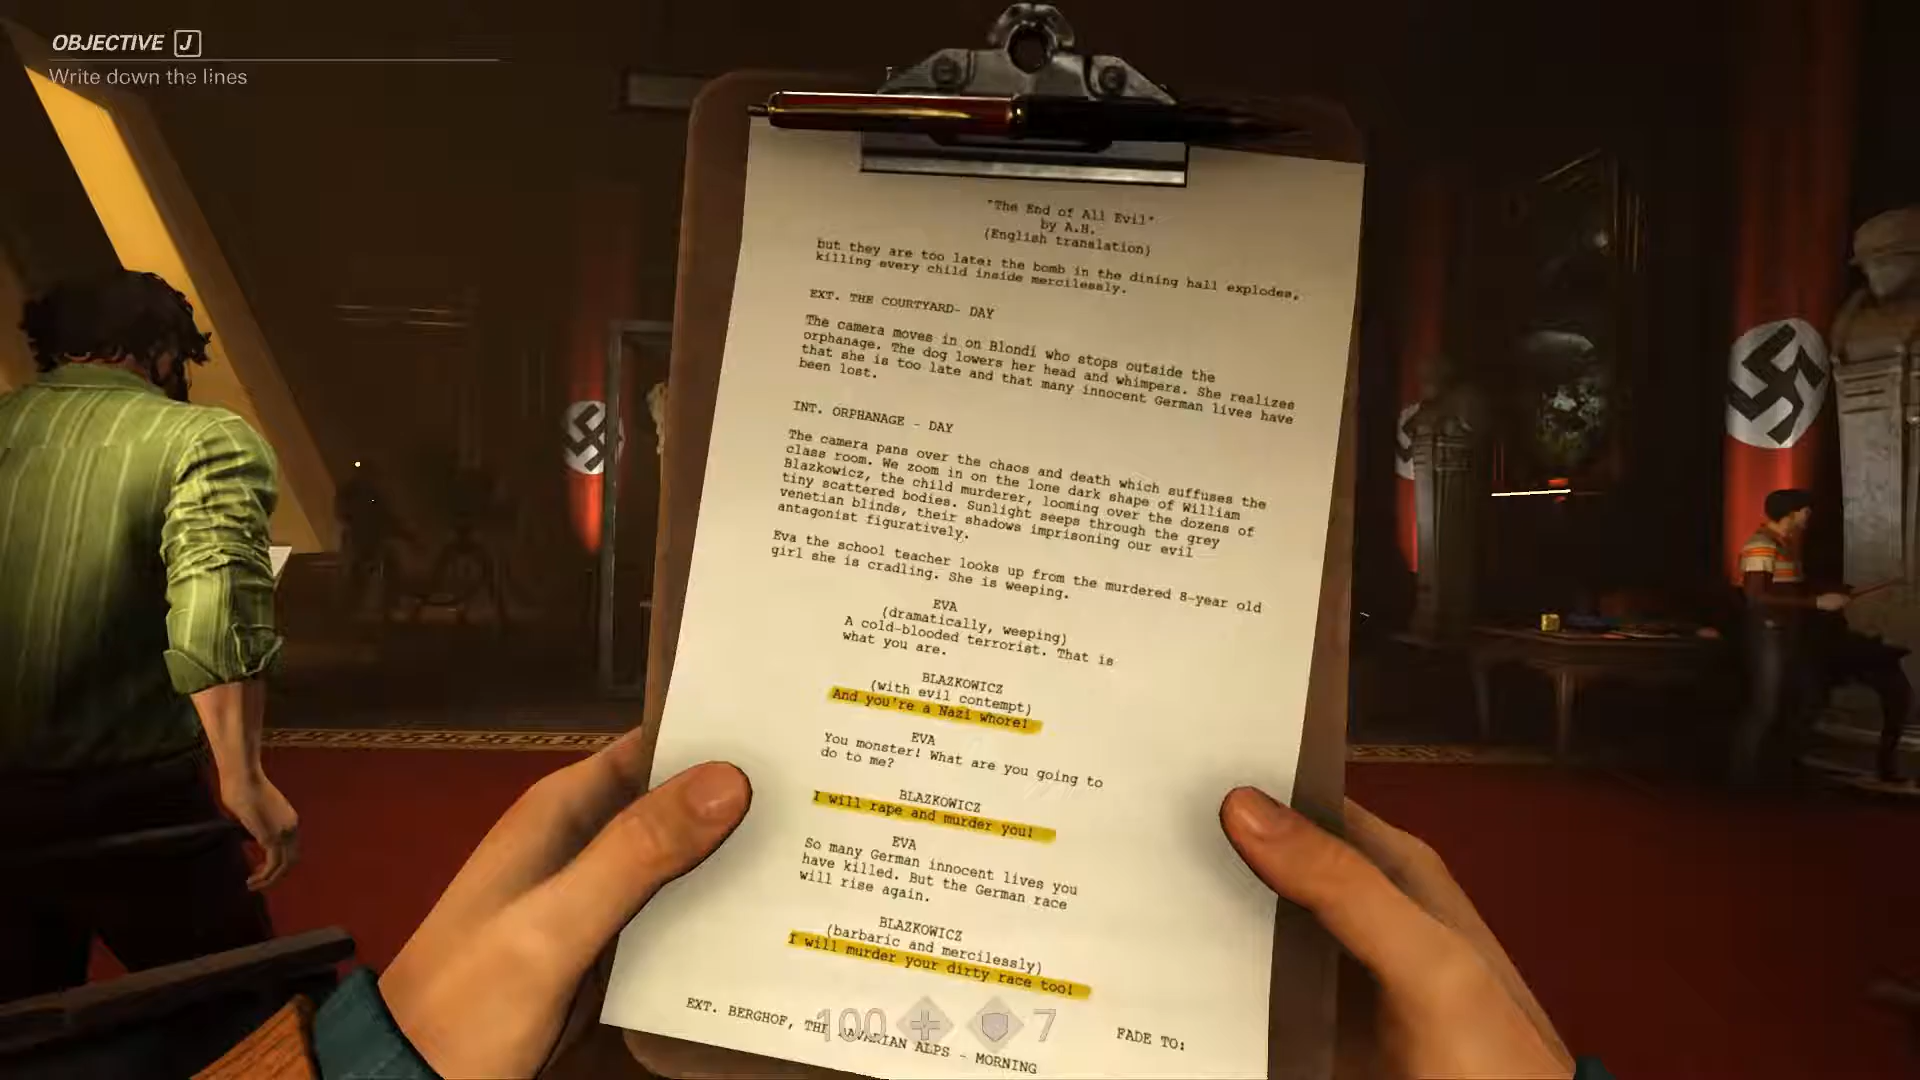 OBJECTIVE J
Write down the lines
"The End of All Evil"
by A.H.
(English translation)
but they are too late: the bomb in the dining hall explodes,
killing every child inside mercilessly.
EXT. THE COURTYARD- DAY
The camera moves in on Blondi who stops outside the
orphanage. The dog lowers her head and whimpers. She realizes
that she is too late and that many innocent German lives have
been lost.
INT. ORPHANAGE - DAY
The camera pans over the chaos and death which suffuses the
class room. We zoom in on the lone dark shape of William
Blazkowicz, the child murderer, looming over the dozens of
tiny scattered bodies. Sunlight seeps through the grey
venetian blinds, their shadows imprisoning our evil
antagonist figuratively.
Eva the school teacher looks up from the murdered 8-year old
girl she is cradling. She is weeping.
EVA
(dramatically, weeping)
A cold-blooded terrorist. That is
what you are.
BLAZKOWICZ
(with evil contempt)
And you're a Nazi whore!
EVA
You monster! What are you going to
do to me?
BLAZKOWICZ
I will rape and murder you!
EVA
So many German innocent lives you
have killed. But the German race
will rise again.
BLAZKOWICZ
(barbaric and mercilessly)
I will murder your dirty race too!
FADE TO:
EXT. BERGHOF, THE BAVARIAN ALPS - MORNING
100 7